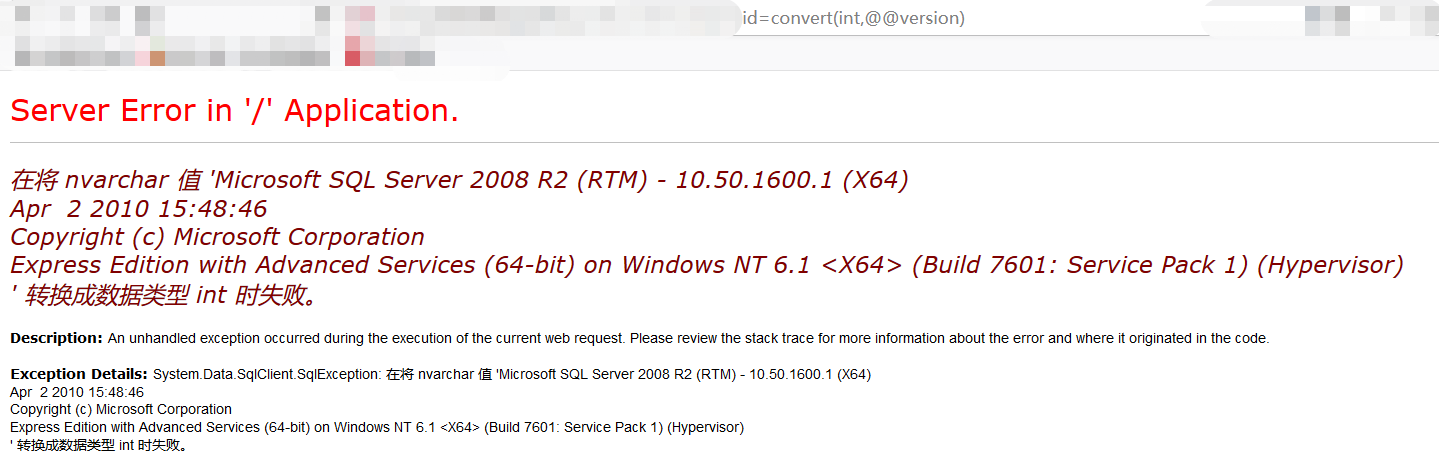 id=convert(int,@@version)
Server Error in '/' Application.
在将 nvarchar 值 'Microsoft SQL Server 2008 R2 (RTM) - 10.50.1600.1 (X64)
Apr  2 2010 15:48:46
Copyright (c) Microsoft Corporation
Express Edition with Advanced Services (64-bit) on Windows NT 6.1 <X64> (Build 7601: Service Pack 1) (Hypervisor)
' 转换成数据类型 int 时失败。
Description: An unhandled exception occurred during the execution of the current web request. Please review the stack trace for more information about the error and where it originated in the code.
Exception Details: System.Data.SqlClient.SqlException: 在将 nvarchar 值 'Microsoft SQL Server 2008 R2 (RTM) - 10.50.1600.1 (X64)
Apr  2 2010 15:48:46
Copyright (c) Microsoft Corporation
Express Edition with Advanced Services (64-bit) on Windows NT 6.1 <X64> (Build 7601: Service Pack 1) (Hypervisor)
' 转换成数据类型 int 时失败。